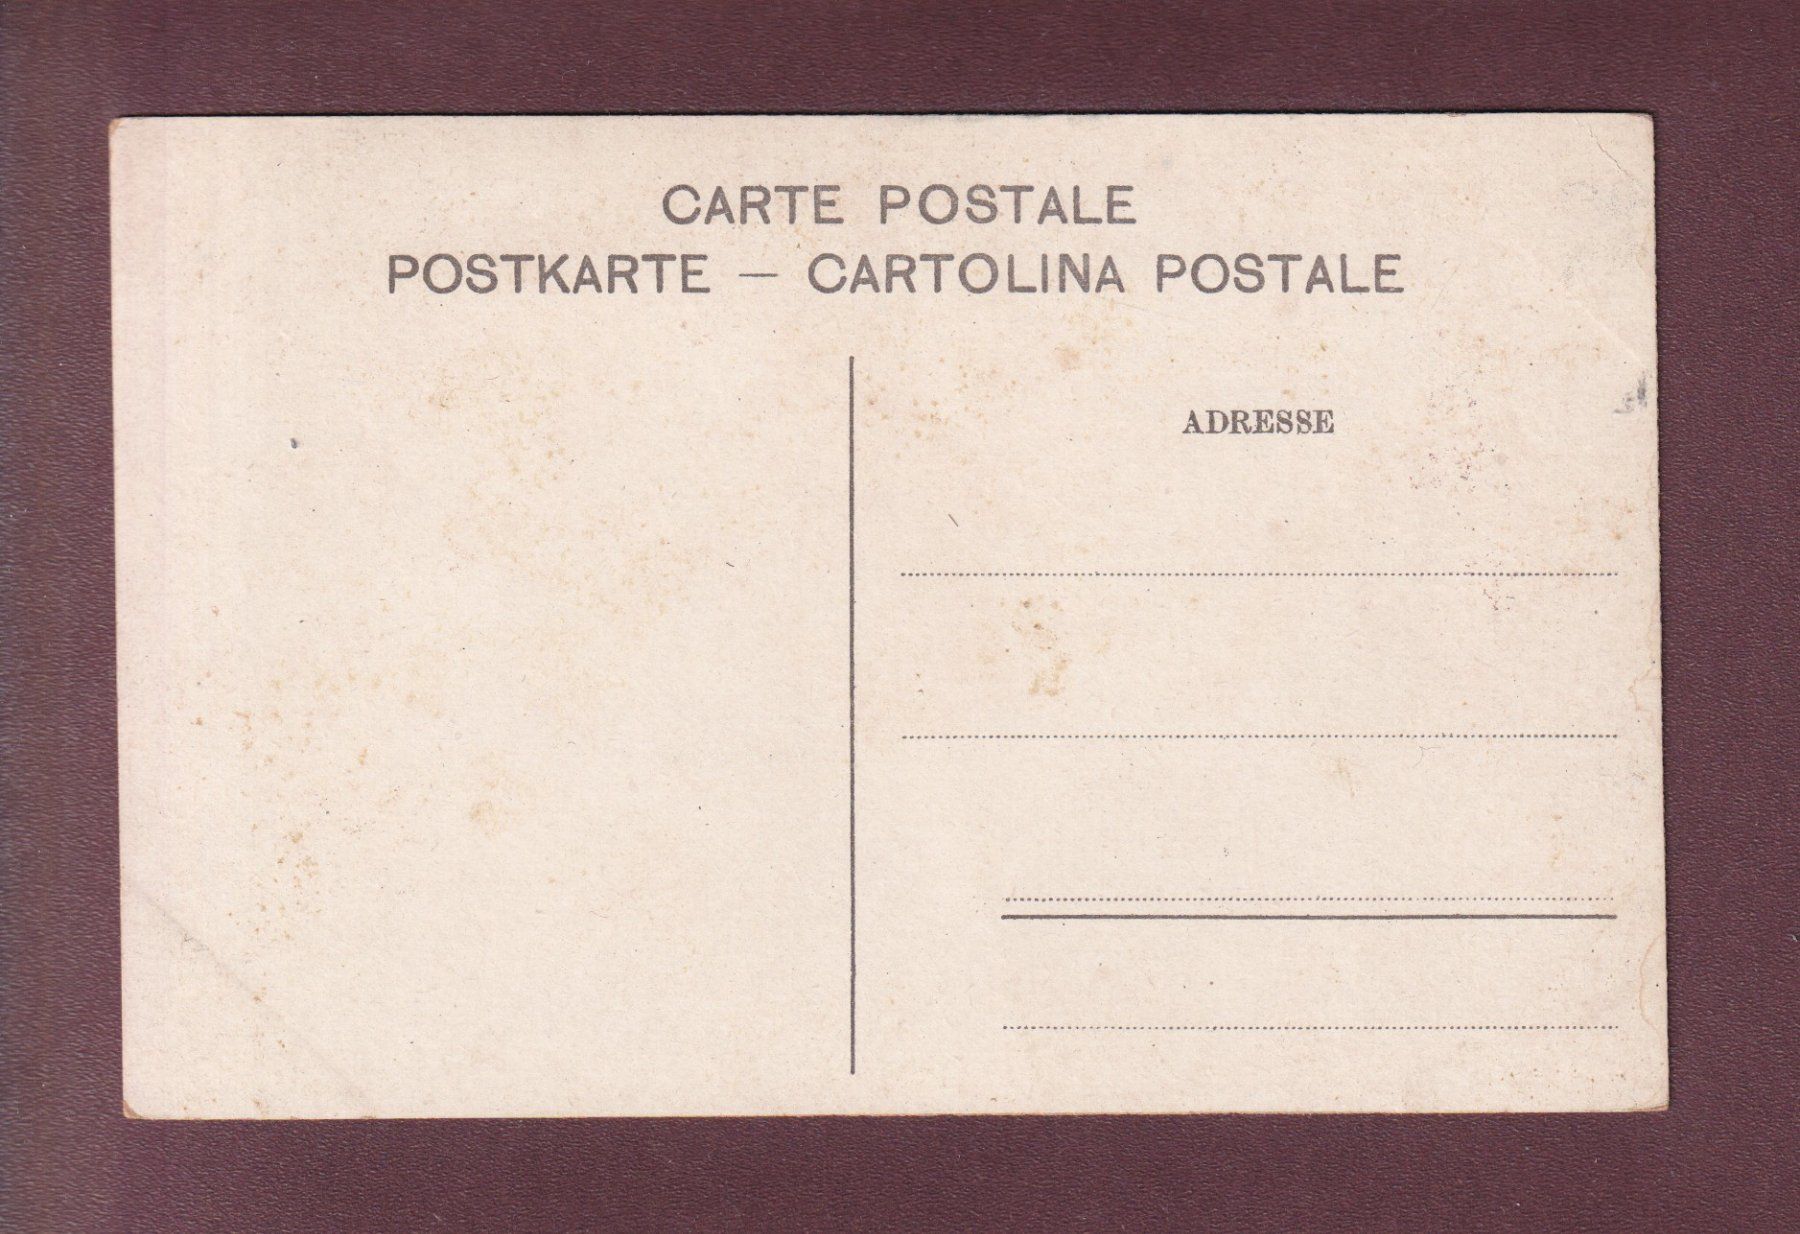 CARTE POSTALE
POSTKARTE — CARTOLINA POSTALE
ADRESSE